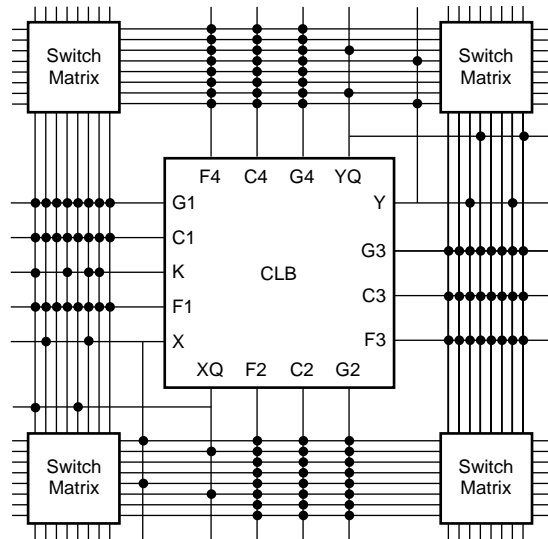 Switch
Matrix
Switch
Matrix
F4 C4 G4 YQ
G1 Y
C1 G3
K CLB
C3
F1
X F3
XQ F2 C2 G2
Switch
Matrix
Switch
Matrix